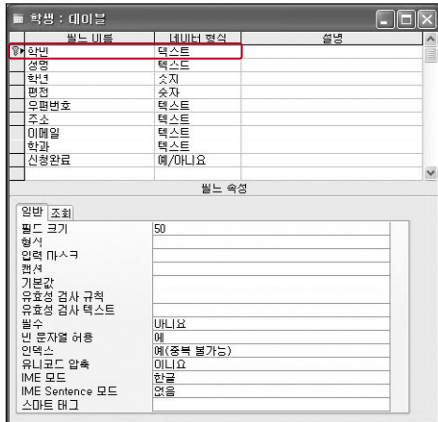 학생 : 테이블
필드 이름 데이터 형식 설명
학번 텍스트
성명 텍스트
학년 숫자
평점 숫자
우편번호 텍스트
주소 텍스트
이메일 텍스트
학과 텍스트
신청완료 예/아니요
필드 속성
일반 조회
필드 크기 50
형식
입력 마스크
캡션
기본값
유효성 검사 규칙
유효성 검사 텍스트
필수 아니요
빈 문자열 허용 예
인덱스 예(중복 불가능)
유니코드 압축 아니요
IME 모드 한글
IME Sentence 모드 없음
스마트 태그